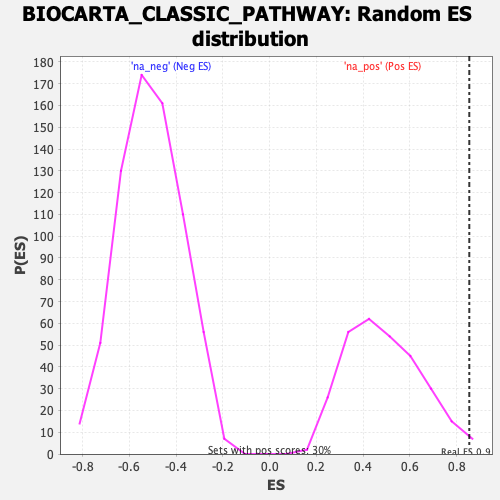 BIOCARTA_CLASSIC_PATHWAY: Random ES
distribution
'na_neg' (Neg ES)
'na_pos' (Pos ES)
180
170
160
150
140
130
120
110
100
90
80
70
60
50
40
30
20
10
0
P(ES)
Sets with pos scores: 30%
Real ES 0.9
-0.8 -0.6 -0.4 -0.2 0.0 0.2 0.4 0.6 0.8
ES